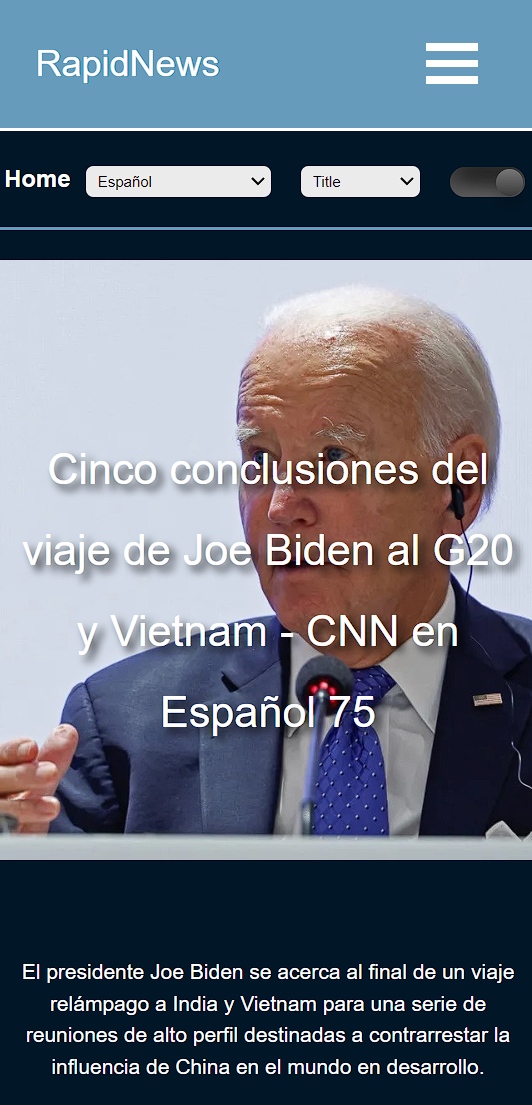 RapidNews
Home Español Title
Cinco conclusiones del
viaje de Joe Biden al G20
y Vietnam - CNN en
Español 75
El presidente Joe Biden se acerca al final de un viaje
relámpago a India y Vietnam para una serie de
reuniones de alto perfil destinadas a contrarrestar la
influencia de China en el mundo en desarrollo.